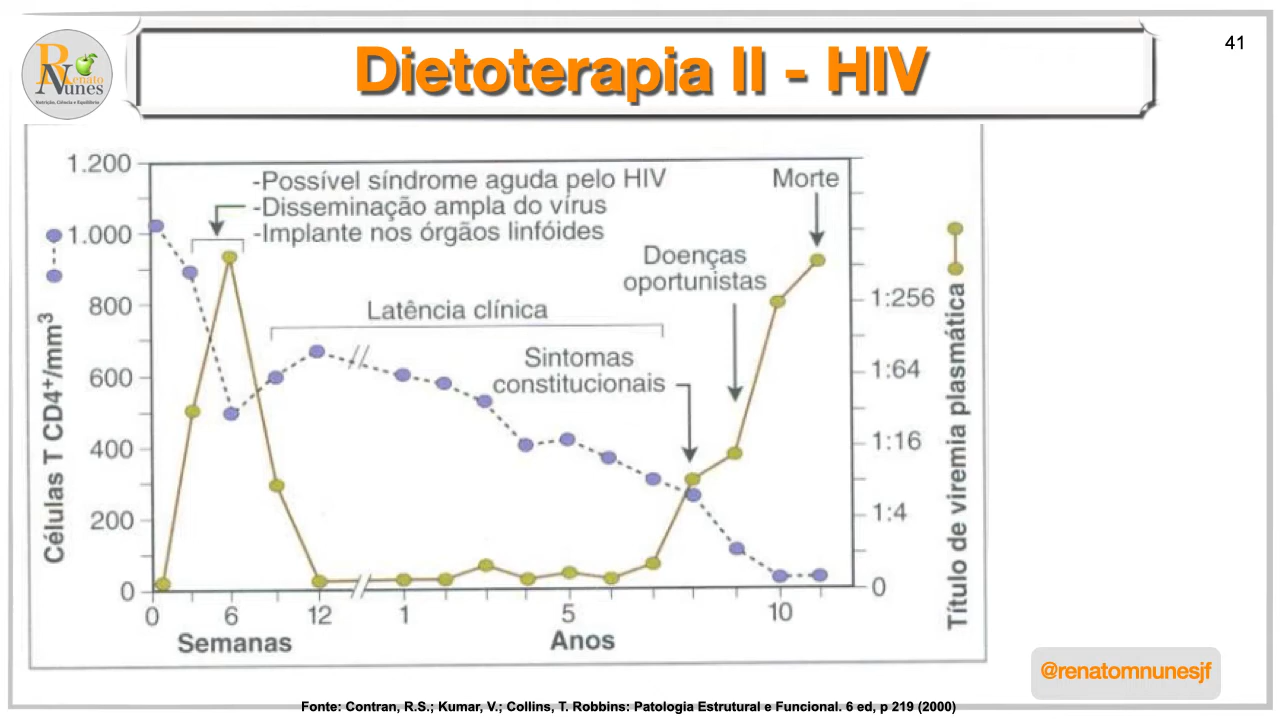 Dietoterapia II - HIV
41
R
Renato
Nunes
Nutrição, Ciência e Equilíbrio
1.200
1.000
800
600
400
200
0
Células T CD4+/mm³
-Possível síndrome aguda pelo HIV
-Disseminação ampla do vírus
-Implante nos órgãos linfóides
Latência clínica
Sintomas
constitucionais
Doenças
oportunistas
Morte
1:256
1:64
1:16
1:4
0
Título de viremia plasmática
0 6 12 1 5 10
Semanas Anos
@renatomnunesjf
Fonte: Contran, R.S.; Kumar, V.; Collins, T. Robbins: Patologia Estrutural e Funcional. 6 ed, p 219 (2000)